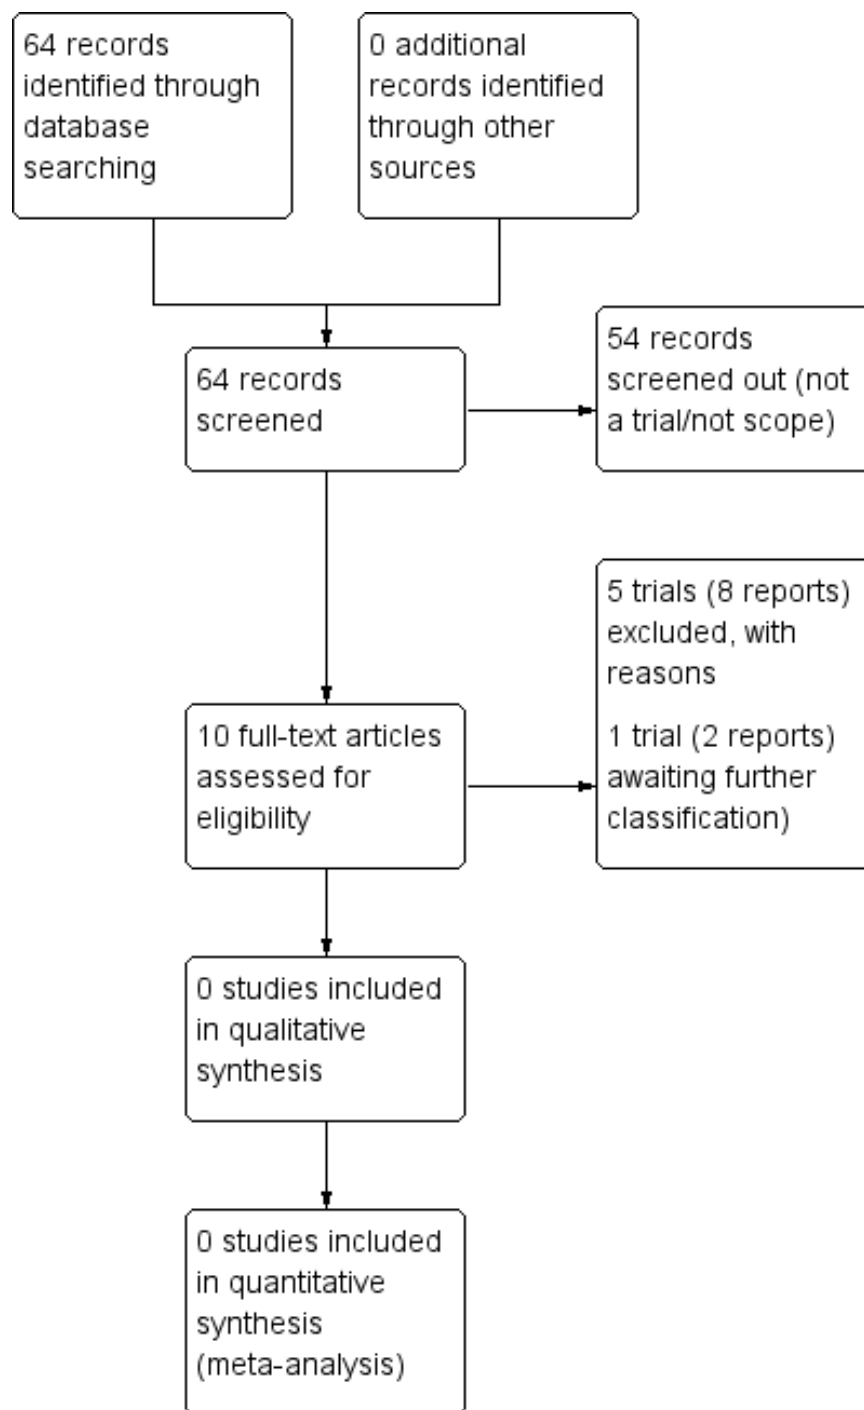 64 records
identified through
database
searching
0 additional
records identified
through other
sources
64 records
screened
54 records
screened out (not
a trial/not scope)
5 trials (8 reports)
excluded, with
reasons
1 trial (2 reports)
awaiting further
classification)
10 full-text articles
assessed for
eligibility
0 studies included
in qualitative
synthesis
0 studies included
in quantitative
synthesis
(meta-analysis)